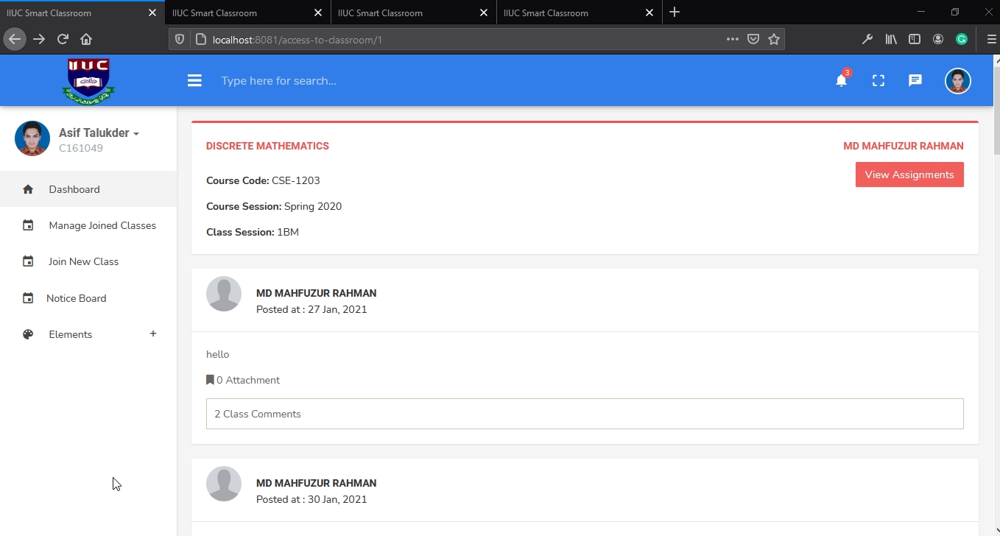 IIUC Smart Classroom
IIUC Smart Classroom
IIUC Smart Classroom
IIUC Smart Classroom
localhost:8081/access-to-classroom/1
IIUC
Type here for search...
3
Asif Talukder
C161049
Dashboard
Manage Joined Classes
Join New Class
Notice Board
Elements +
DISCRETE MATHEMATICS
MD MAHFUZUR RAHMAN
View Assignments
Course Code: CSE-1203
Course Session: Spring 2020
Class Session: 1BM
MD MAHFUZUR RAHMAN
Posted at : 27 Jan, 2021
hello
0 Attachment
2 Class Comments
MD MAHFUZUR RAHMAN
Posted at : 30 Jan, 2021